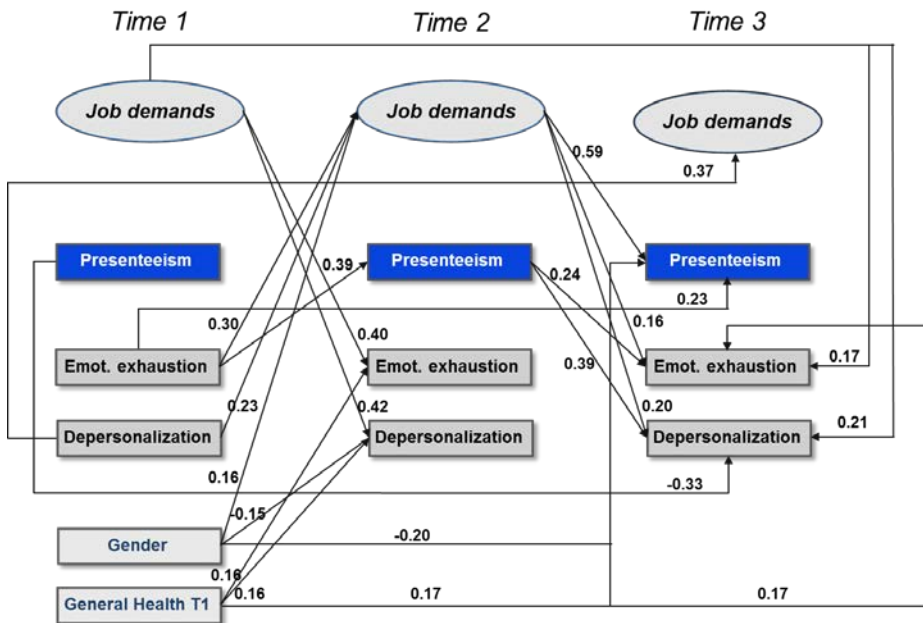 Time 1 Time 2 Time 3
Job demands Job demands Job demands
0.59
0.37
Presenteeism Presenteeism Presenteeism
0.39 0.24
0.23
0.30 0.40 0.16
Emot. exhaustion Emot. exhaustion Emot. exhaustion
0.39 0.17
0.23 0.42 0.20
0.21
Depersonalization Depersonalization Depersonalization
0.16 -0.33
-0.15
Gender -0.20
0.16
General Health T1 0.16 0.17 0.17